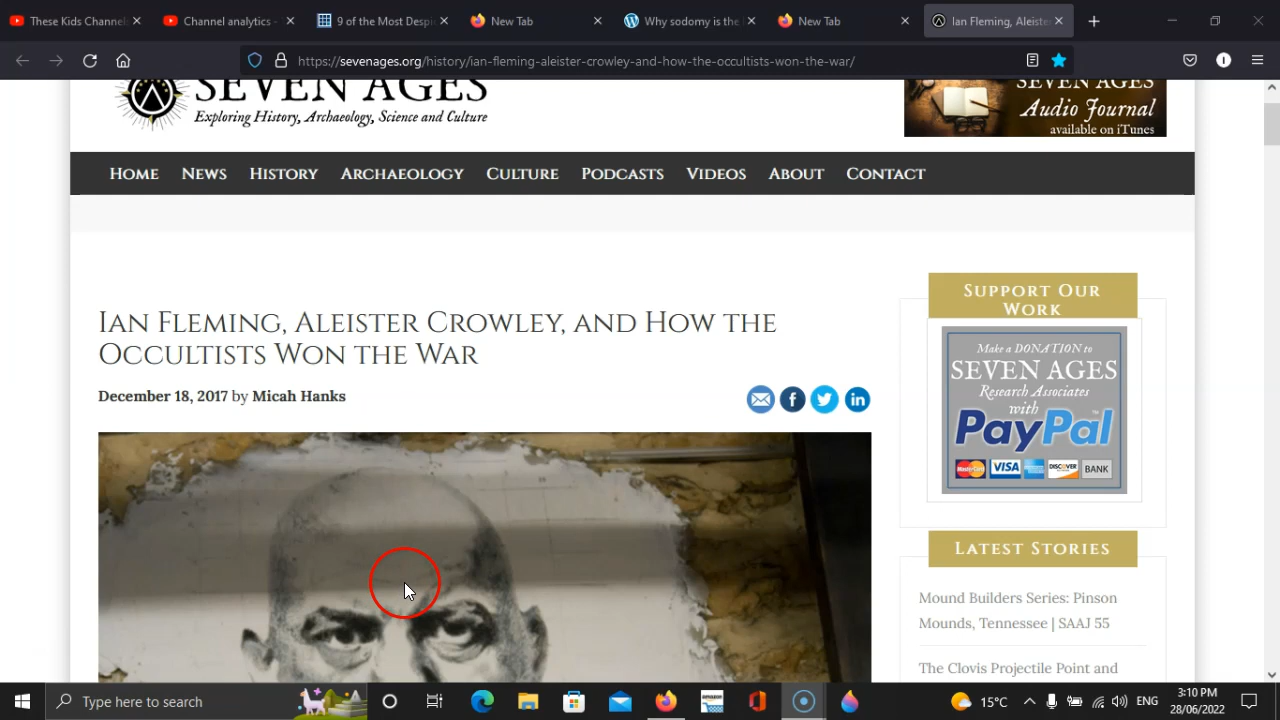 These Kids Channel
Channel analytics -
9 of the Most Despi
New Tab
Why sodomy is the
New Tab
Ian Fleming, Aleister
https://sevenages.org/history/ian-fleming-aleister-crowley-and-how-the-occultists-won-the-war/
SEVEN AGES
Exploring History, Archaeology, Science and Culture
SEVEN AGES
Audio Journal
available on iTunes
HOME NEWS HISTORY ARCHAEOLOGY CULTURE PODCASTS VIDEOS ABOUT CONTACT
IAN FLEMING, ALEISTER CROWLEY, AND HOW THE
OCCULTISTS WON THE WAR
December 18, 2017 by Micah Hanks
SUPPORT OUR
WORK
Make a DONATION to
SEVEN AGES
Research Associates
with
PayPal
MasterCard VISA DISCOVER BANK
LATEST STORIES
Mound Builders Series: Pinson
Mounds, Tennessee | SAAJ 55
The Clovis Projectile Point and
Type here to search
15°C
ENG
3:10 PM
28/06/2022